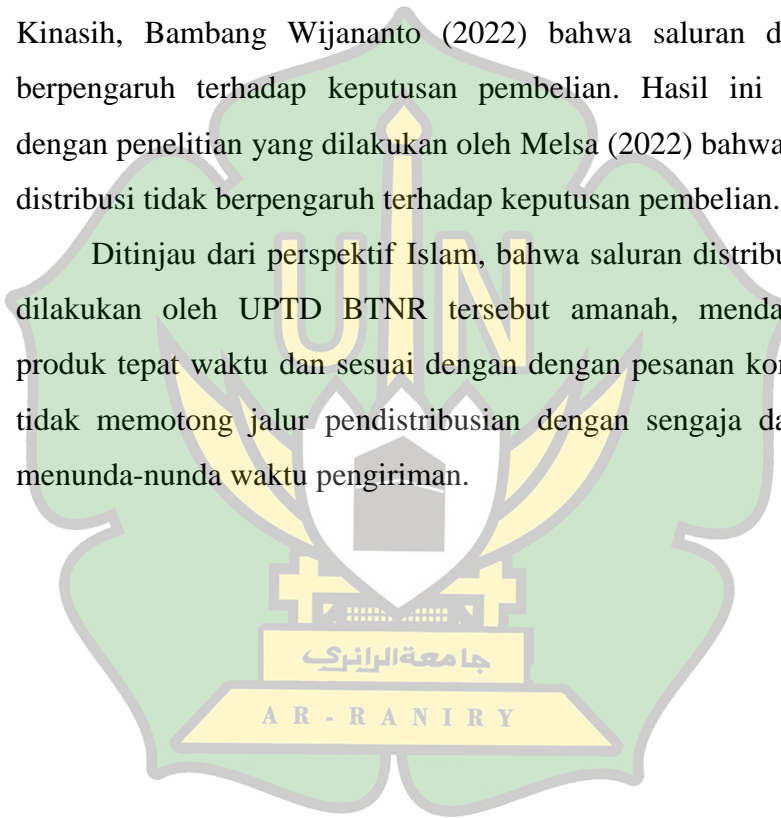 Kinasih, Bambang Wijananto (2022) bahwa saluran d
berpengaruh terhadap keputusan pembelian. Hasil ini
dengan penelitian yang dilakukan oleh Melsa (2022) bahwa
distribusi tidak berpengaruh terhadap keputusan pembelian.
Ditinjau dari perspektif Islam, bahwa saluran distribu
dilakukan oleh UPTD BTNR tersebut amanah, menda
produk tepat waktu dan sesuai dengan dengan pesanan kor
tidak memotong jalur pendistribusian dengan sengaja da
menunda-nunda waktu pengiriman.
UIN
جامعةالرانري
AR-RANIRY